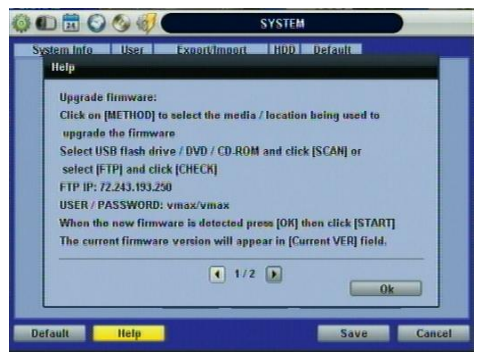 24
SYSTEM
System Info User Export/Import HDD Default
Help
Upgrade firmware:
Click on [METHOD] to select the media / location being used to
upgrade the firmware
Select USB flash drive / DVD / CD-ROM and click [SCAN] or
select [FTP] and click [CHECK]
FTP IP: 72.243.193.250
USER / PASSWORD: vmax/vmax
When the new firmware is detected press [OK] then click [START]
The current firmware version will appear in [Current VER] field.
1/2
Ok
Default Help Save Cancel